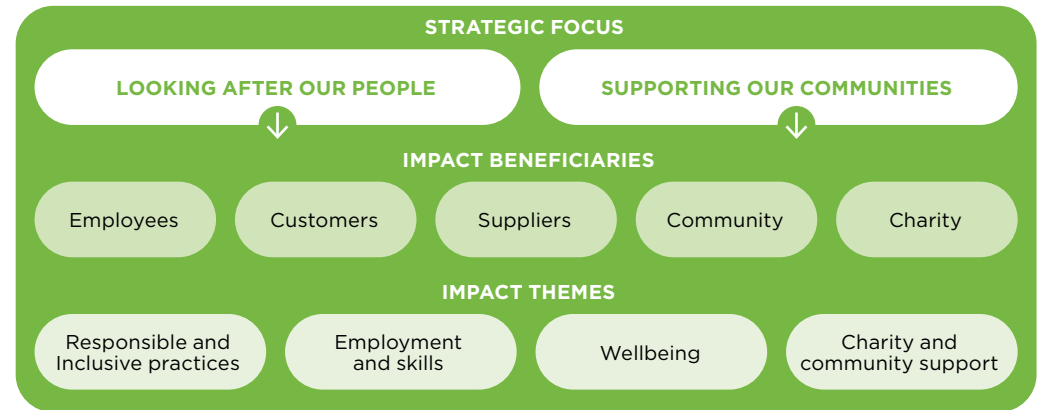 STRATEGIC FOCUS
LOOKING AFTER OUR PEOPLE
SUPPORTING OUR COMMUNITIES
IMPACT BENEFICIARIES
Employees
Customers
Suppliers
Community
Charity
IMPACT THEMES
Responsible and
Inclusive practices
Employment
and skills
Wellbeing
Charity and
community support